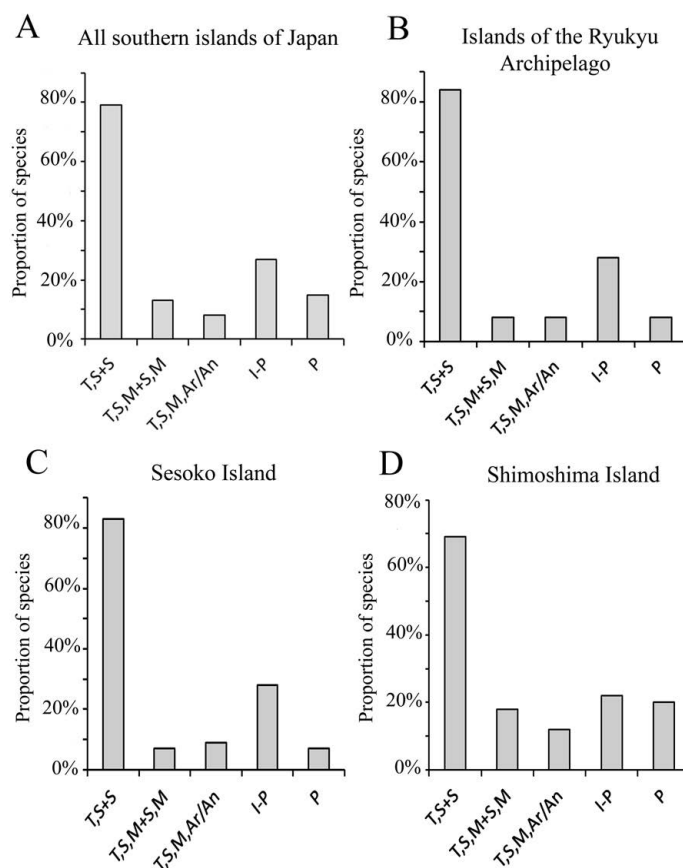 A
All southern islands of Japan
Proportion of species
80%
60%
40%
20%
0%
T,S+S
T,S,M+S,M
T,S,M,Ar/An
I-P
P
B
Islands of the Ryukyu
Archipelago
Proportion of species
80%
60%
40%
20%
0%
T,S+S
T,S,M+S,M
T,S,M,Ar/An
I-P
P
C
Sesoko Island
Proportion of species
80%
60%
40%
20%
0%
T,S+S
T,S,M+S,M
T,S,M,Ar/An
I-P
P
D
Shimoshima Island
Proportion of species
80%
60%
40%
20%
0%
T,S+S
T,S,M+S,M
T,S,M,Ar/An
I-P
P